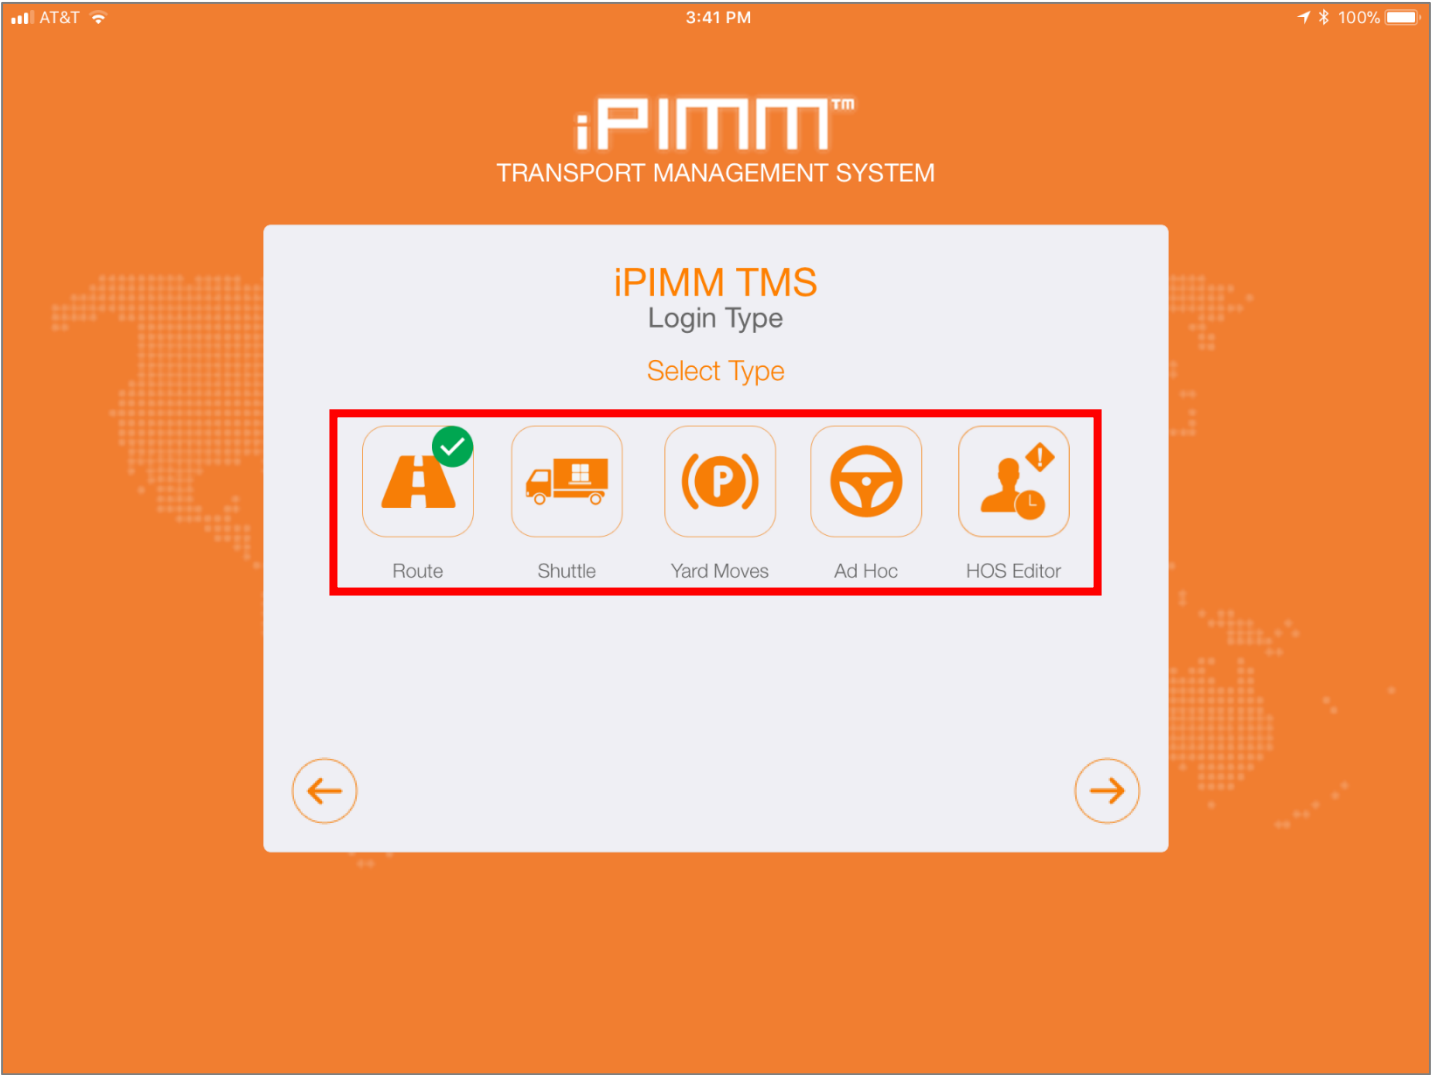 AT&T 3:41 PM 100%
iPIMM™
TRANSPORT MANAGEMENT SYSTEM
iPIMM TMS
Login Type
Select Type
P
Route Shuttle Yard Moves Ad Hoc HOS Editor